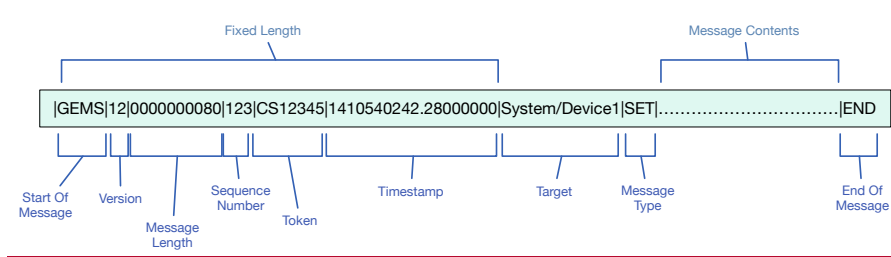 Fixed Length
Message Contents
|GEMS|12|0000000080|123|CS12345|1410540242.28000000|System/Device1|SET|.................................|END
Start Of
Message
Version
Message
Length
Sequence
Number
Token
Timestamp
Target
Message
Type
End Of
Message